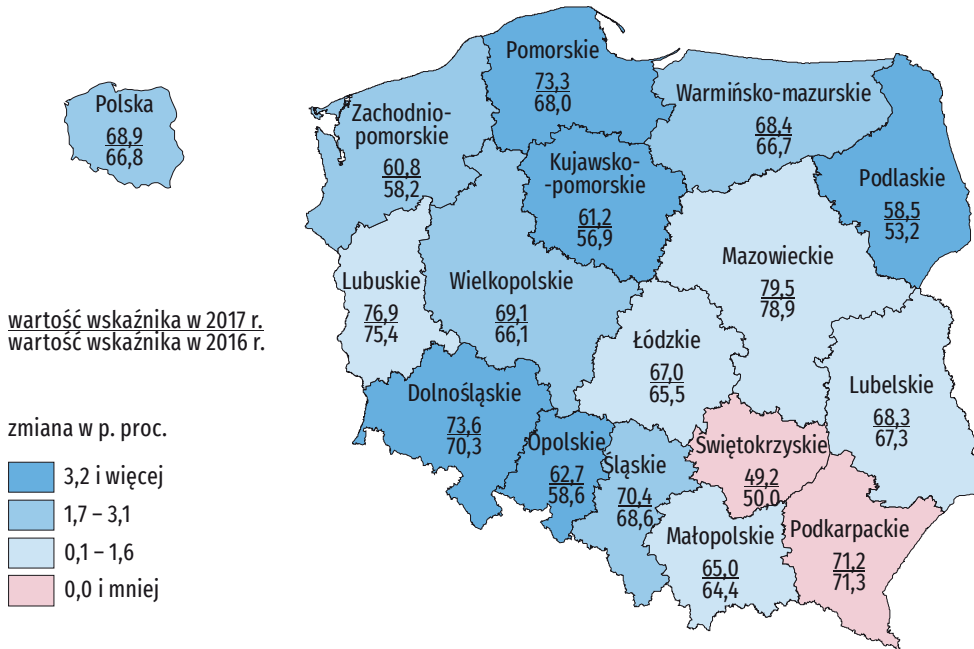 Polska
68,9
66,8
wartość wskaźnika w 2017 r.
wartość wskaźnika w 2016 r.
zmiana w p. proc.
3,2 i więcej
1,7 – 3,1
0,1 – 1,6
0,0 i mniej
Pomorskie
73,3
68,0
Zachodnio-
pomorskie
60,8
58,2
Warmińsko-mazurskie
68,4
66,7
Kujawsko-
-pomorskie
61,2
56,9
Podlaskie
58,5
53,2
Lubuskie
76,9
75,4
Wielkopolskie
69,1
66,1
Mazowieckie
79,5
78,9
Łódzkie
67,0
65,5
Dolnośląskie
73,6
70,3
Lubelskie
68,3
67,3
Opolskie
62,7
58,6
Śląskie
70,4
68,6
Świętokrzyskie
49,2
50,0
Małopolskie
65,0
64,4
Podkarpackie
71,2
71,3